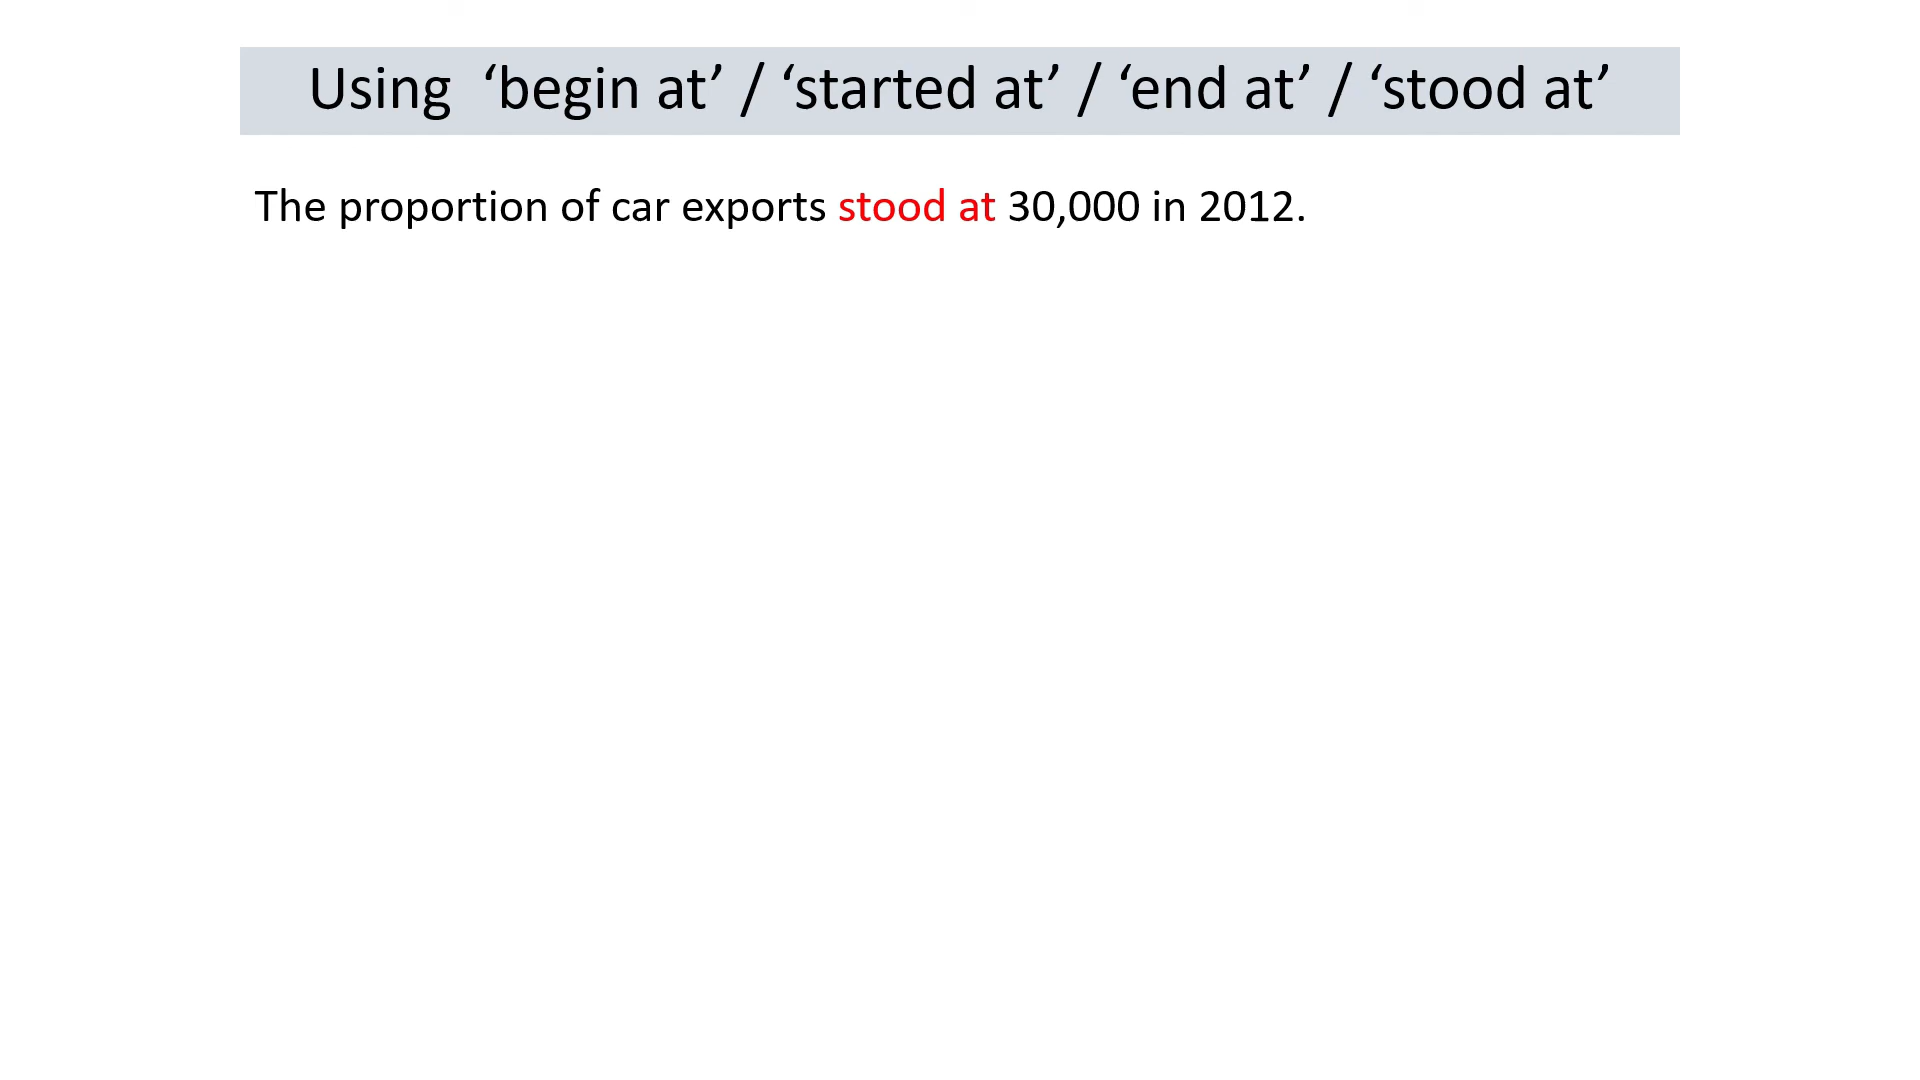 Using ‘begin at’ / ‘started at’ / ‘end at’ / ‘stood at’
The proportion of car exports stood at 30,000 in 2012.